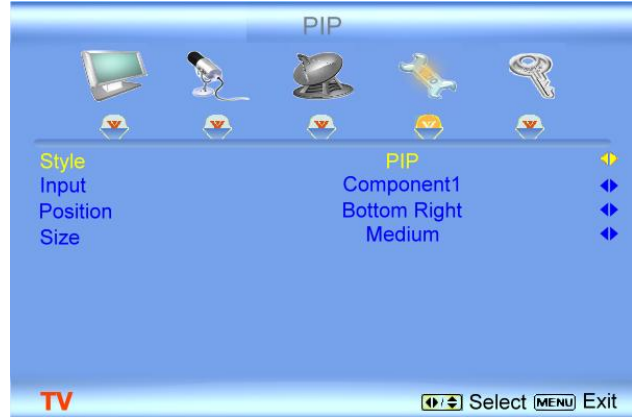 PIP
Style PIP
Input Component1
Position Bottom Right
Size Medium
TV Select MENU Exit